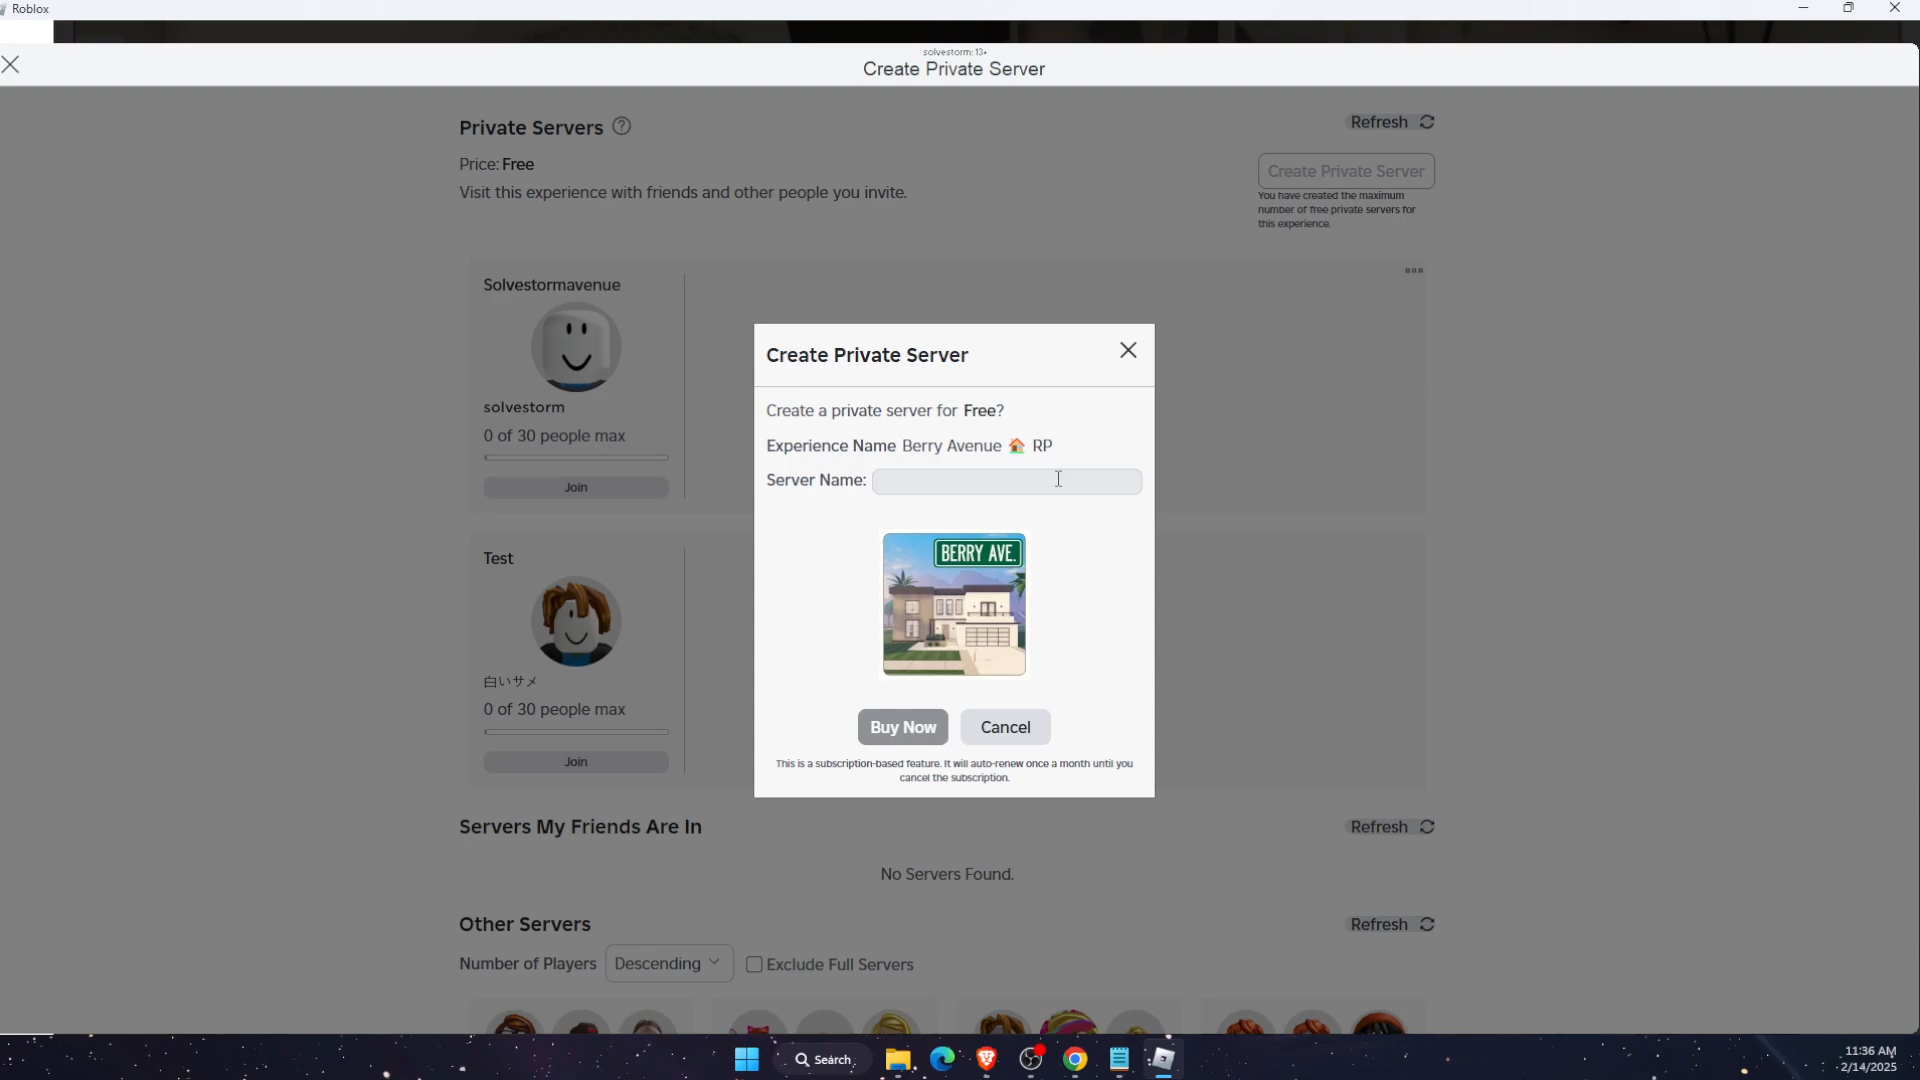 Roblox
solvestorm: 13+
Create Private Server
Private Servers
Refresh
Price: Free
Visit this experience with friends and other people you invite.
Create Private Server
You have created the maximum
number of free private servers for
this experience.
Solvestormavenue
solvestorm
0 of 30 people max
Join
Test
白いサメ
0 of 30 people max
Join
Create Private Server
Create a private server for Free?
Experience Name Berry Avenue 🏠 RP
Server Name:
BERRY AVE.
Buy Now
Cancel
This is a subscription-based feature. It will auto-renew once a month until you
cancel the subscription.
Servers My Friends Are In
Refresh
No Servers Found.
Other Servers
Refresh
Number of Players
Descending
Exclude Full Servers
Search
11:36 AM
2/14/2025